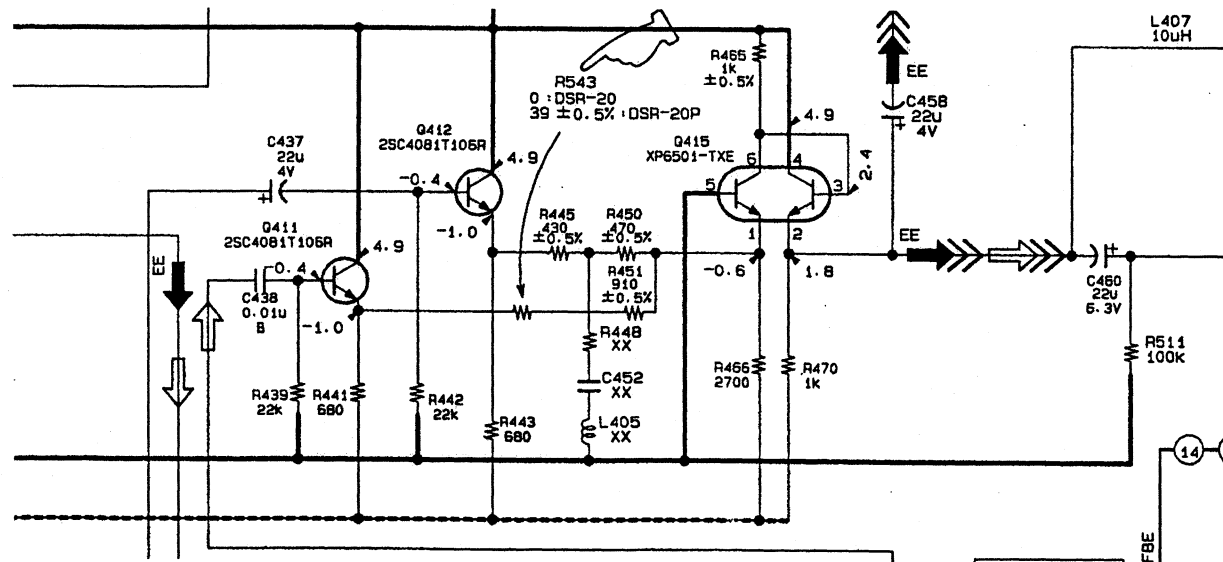 L407
10uH
R465
1K
±0.5%
EE
R543
0 :DSR-20
39 ±0.5% :DSR-20P
C458
22u
4V
+
4.9
Q412
2SC4081T106R
Q415
XP6501-TXE
C437
22u
4V
+
4.9
6
4
2.4
-0.4
5
3
R445
430
±0.5%
R450
470
±0.5%
1
2
Q411
2SC4081T106R
-1.0
EE
4.9
-0.6
1.8
+
EE
0.4
R451
910
±0.5%
C460
22u
6.3V
C438
0.01u
B
-1.0
R448
XX
R511
100K
R466
2700
R470
1k
C452
XX
R439
22k
R441
680
R442
22k
R443
680
L405
XX
14
FBE